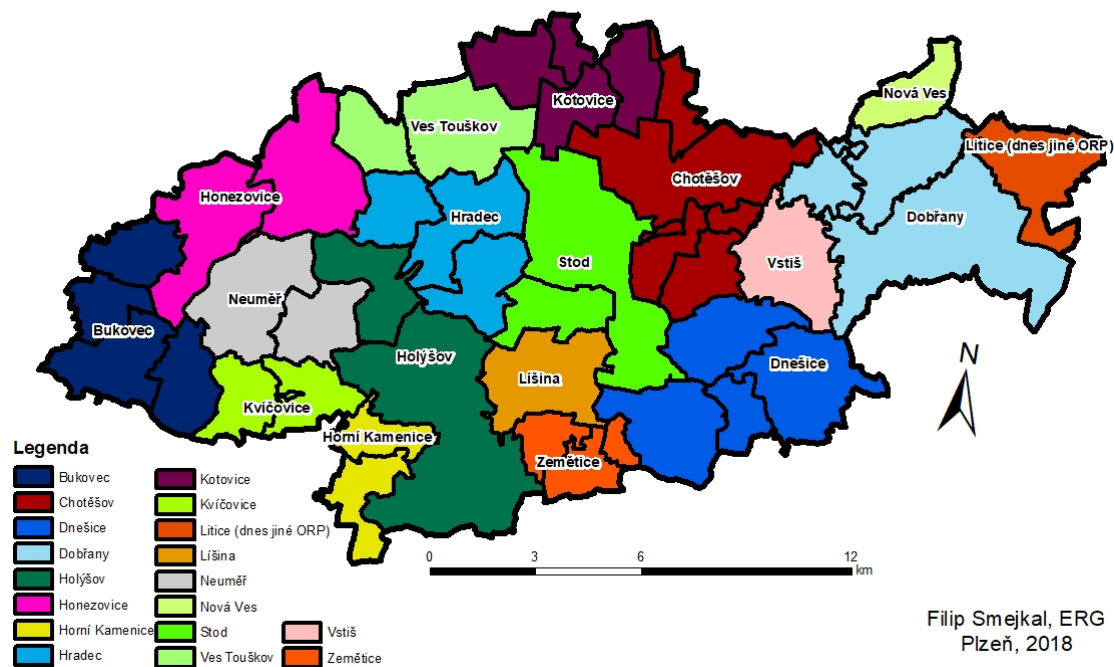 Kotovice
Nová Ves
Ves Touškov
Litice (dnes jiné ORP)
Chotěšov
Honezovice
Hradec
Dobřany
Stod
Vstiš
Neuměř
Bukovec
Holýšov
Líšina
Dnešice
Kvíčovice
Horní Kamenice
Zemětice
N
Legenda
Bukovec
Chotěšov
Dnešice
Dobřany
Holýšov
Honezovice
Horní Kamenice
Hradec
Kotovice
Kvíčovice
Litice (dnes jiné ORP)
Líšina
Neuměř
Nová Ves
Stod
Ves Touškov
Vstiš
Zemětice
0 3 6 12
km
Filip Smejkal, ERG
Plzeň, 2018